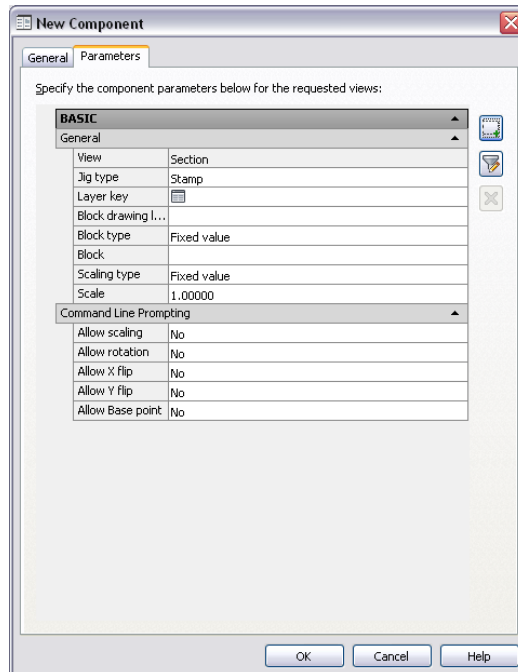 New Component
General Parameters
Specify the component parameters below for the requested views:
BASIC
General
View Section
Jig type Stamp
Layer key
Block drawing l...
Block type Fixed value
Block
Scaling type Fixed value
Scale 1.00000
Command Line Prompting
Allow scaling No
Allow rotation No
Allow X flip No
Allow Y flip No
Allow Base point No
OK Cancel Help